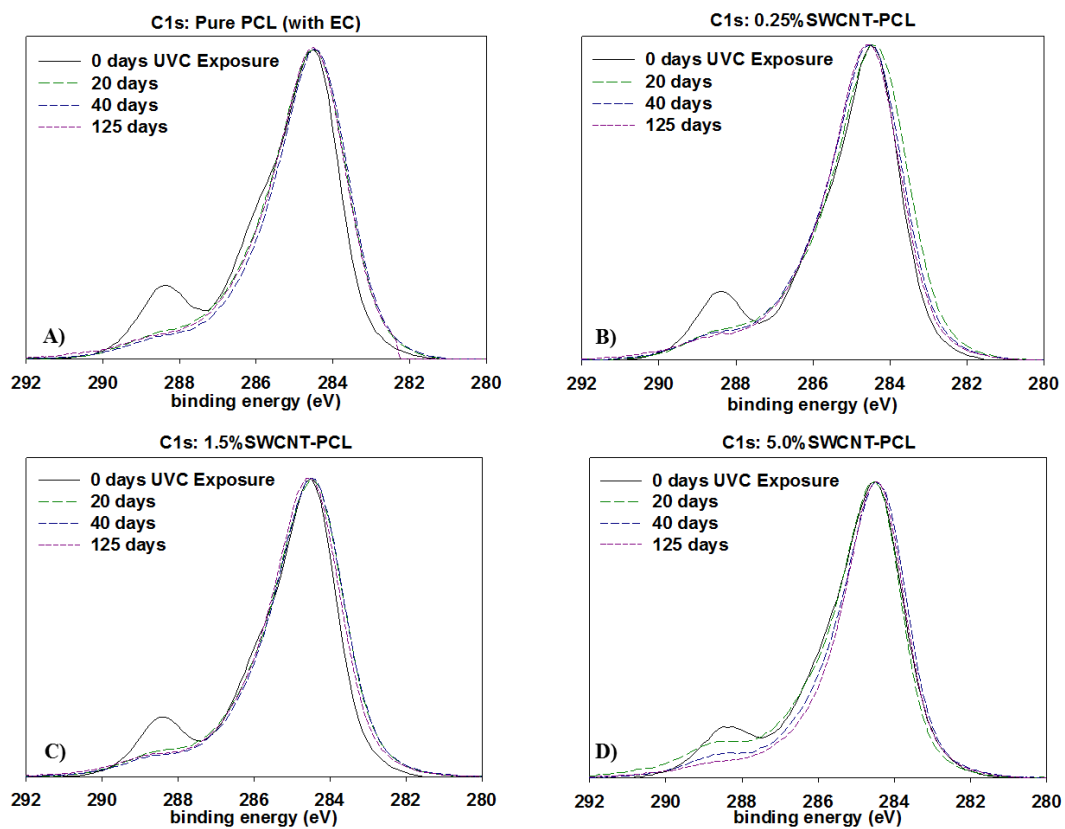 C1s: Pure PCL (with EC)
0 days UVC Exposure
20 days
40 days
125 days
A)
292 290 288 286 284 282 280
binding energy (eV)
C1s: 0.25%SWCNT-PCL
0 days UVC Exposure
20 days
40 days
125 days
B)
292 290 288 286 284 282 280
binding energy (eV)
C1s: 1.5%SWCNT-PCL
0 days UVC Exposure
20 days
40 days
125 days
C)
292 290 288 286 284 282 280
binding energy (eV)
C1s: 5.0%SWCNT-PCL
0 days UVC Exposure
20 days
40 days
125 days
D)
292 290 288 286 284 282 280
binding energy (eV)